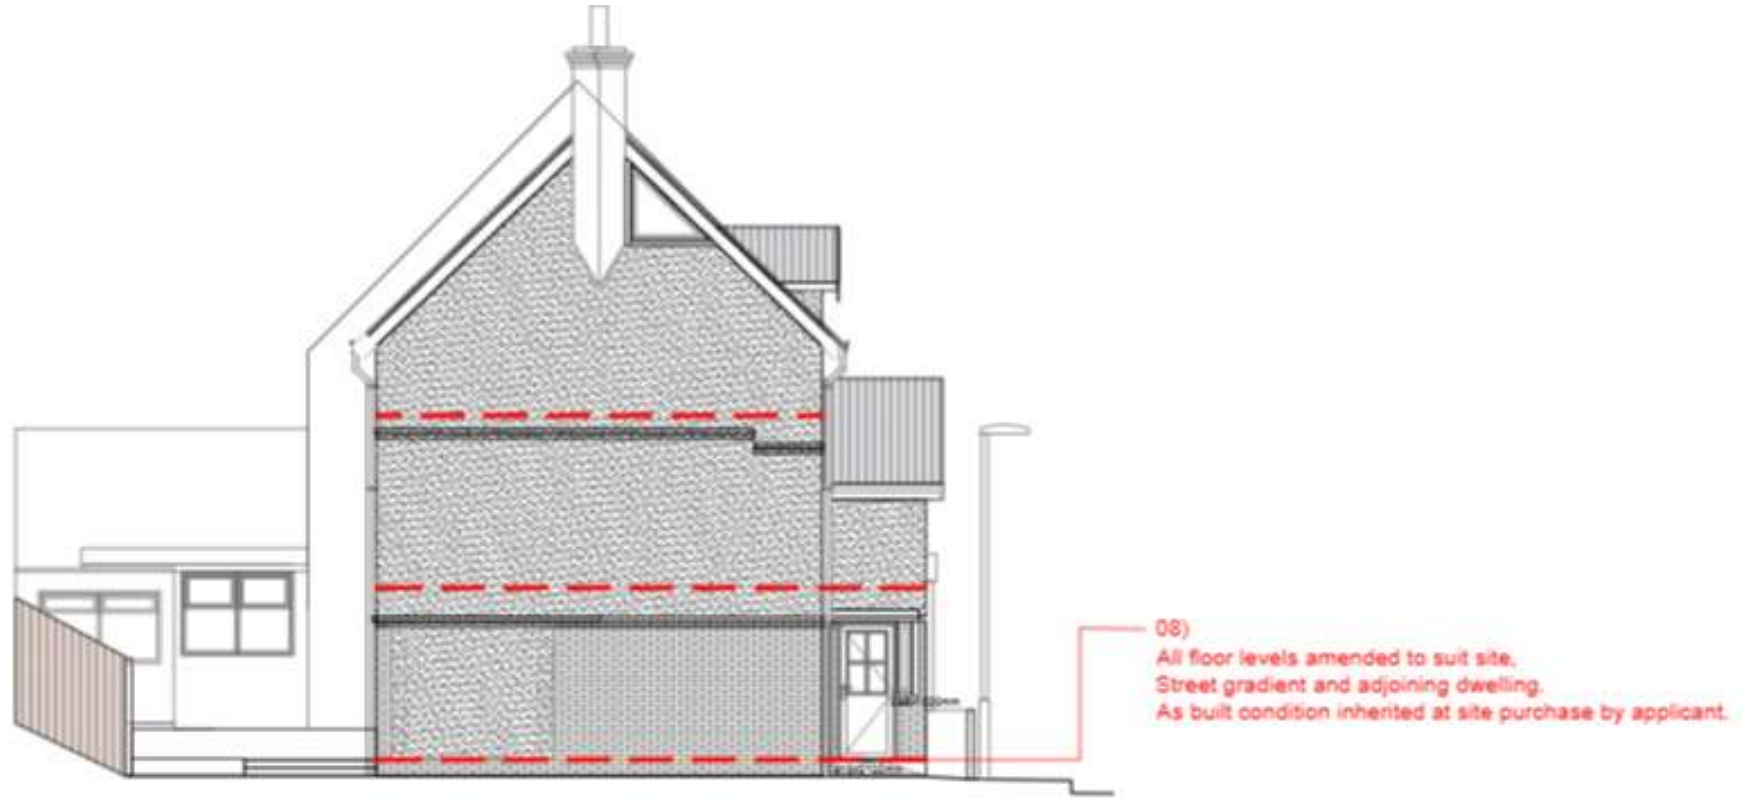 08)
All floor levels amended to suit site,
Street gradient and adjoining dwelling.
As built condition inherited at site purchase by applicant.